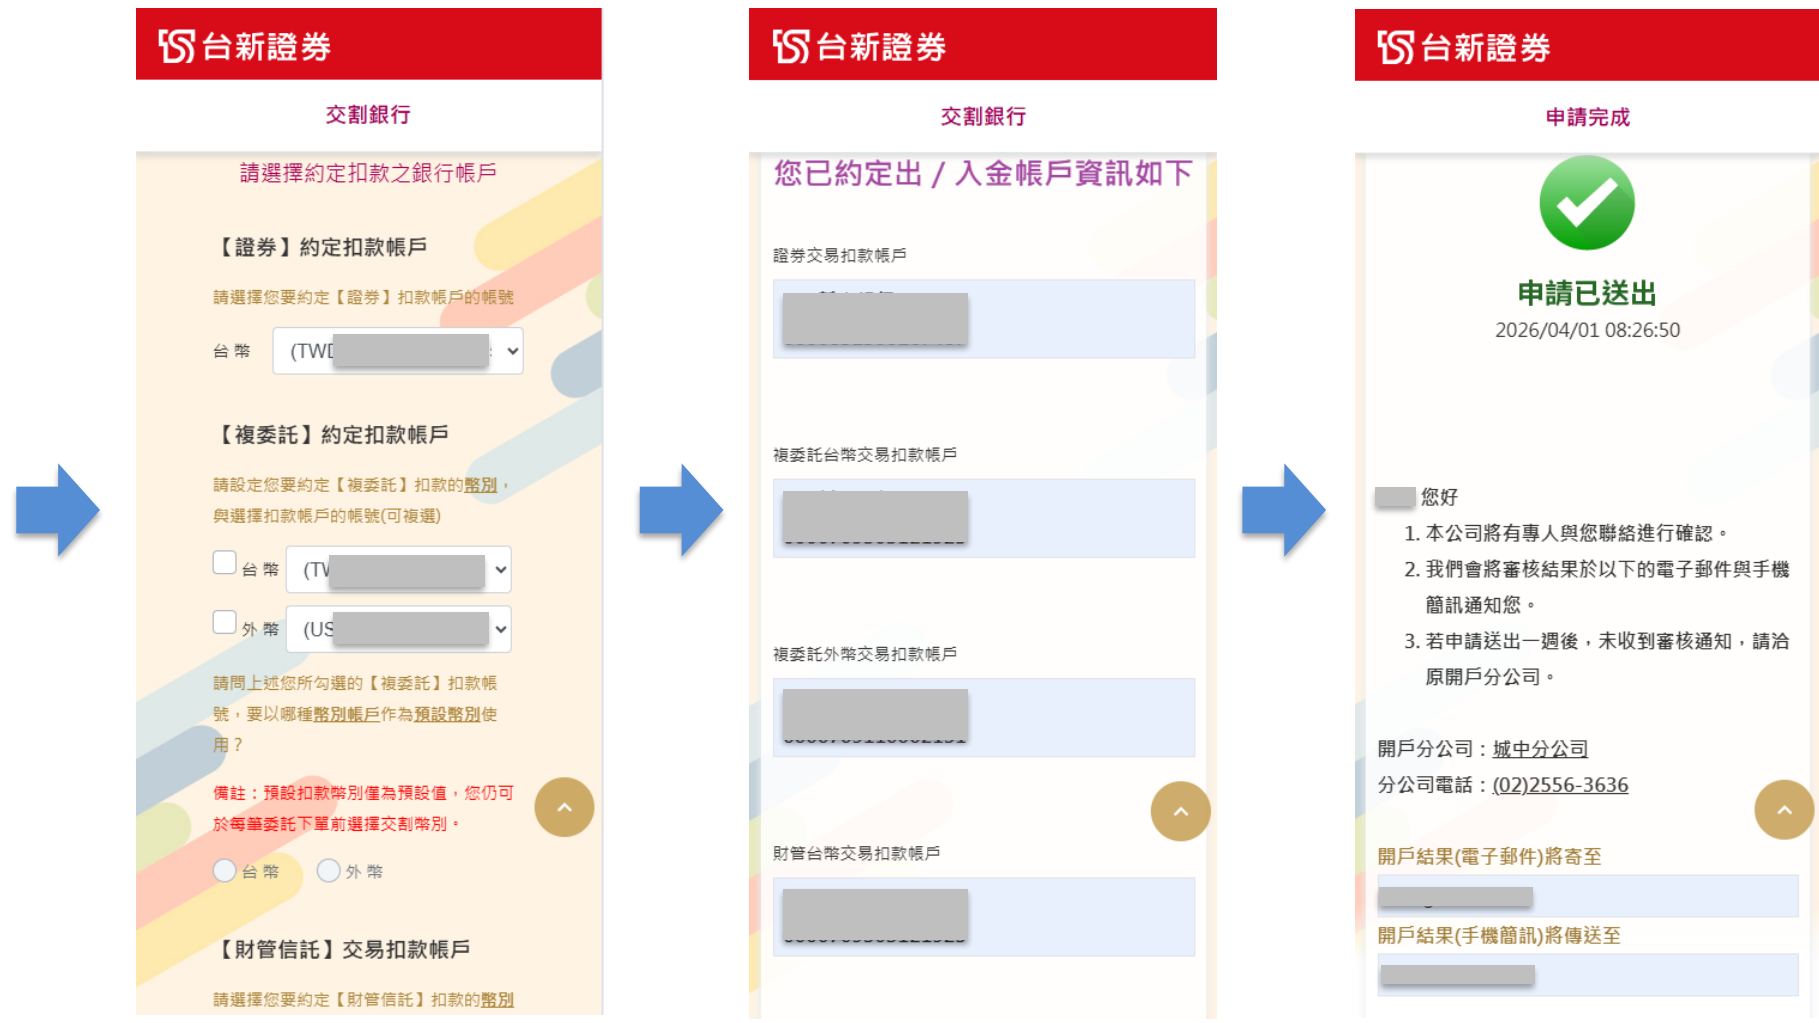 台新證券
交割銀行
請選擇約定扣款之銀行帳戶
【證券】約定扣款帳戶
請選擇您要約定【證券】扣款帳戶的帳號
台幣
(TWD
【複委託】約定扣款帳戶
請設定您要約定【複委託】扣款的幣別，
與選擇扣款帳戶的帳號(可複選)
台幣
(TW
外幣
(US
請問上述您所勾選的【複委託】扣款帳
號，要以哪種幣別帳戶作為預設幣別使
用？
備註：預設扣款幣別僅為預設值，您仍可
於每筆委託下單前選擇交割幣別。
台幣 外幣
【財管信託】交易扣款帳戶
請選擇您要約定【財管信託】扣款的幣別
台新證券
交割銀行
您已約定出 / 入金帳戶資訊如下
證券交易扣款帳戶
複委託台幣交易扣款帳戶
複委託外幣交易扣款帳戶
財管台幣交易扣款帳戶
台新證券
申請完成
申請已送出
2026/04/01 08:26:50
您好
1. 本公司將有專人與您聯絡進行確認。
2. 我們會將審核結果於以下的電子郵件與手機
簡訊通知您。
3. 若申請送出一週後，未收到審核通知，請洽
原開戶分公司。
開戶分公司：城中分公司
分公司電話：(02)2556-3636
開戶結果(電子郵件)將寄至
開戶結果(手機簡訊)將傳送至